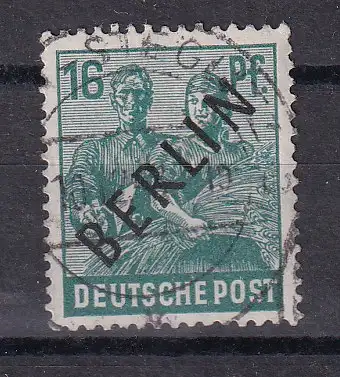 16 Pf.
BERLIN
DEUTSCHE POST